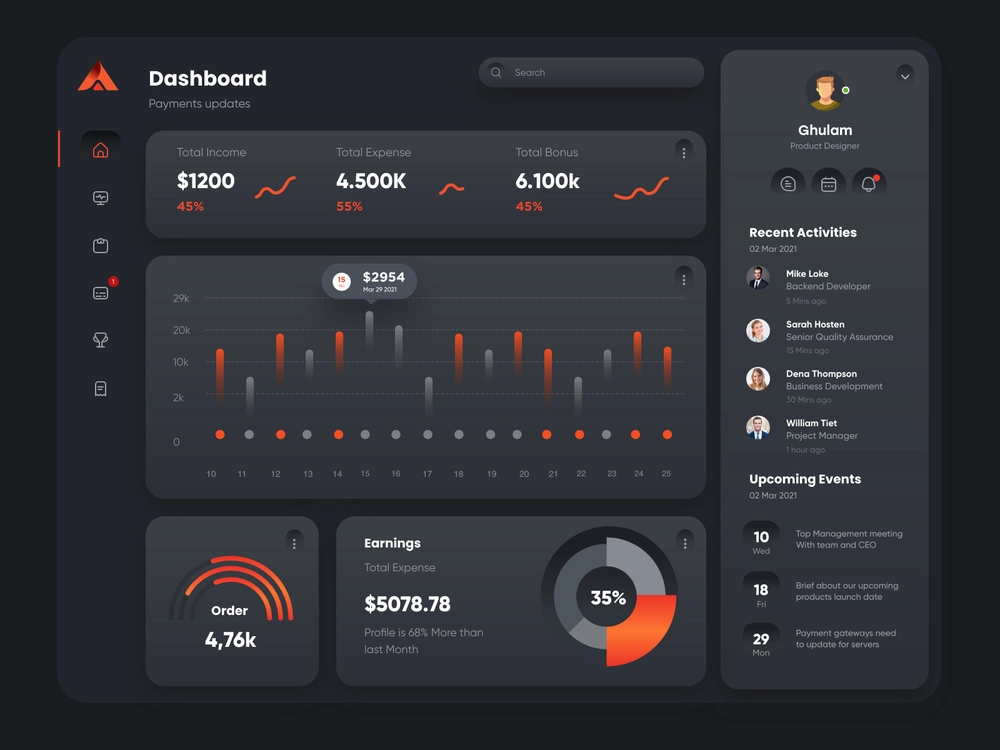 Dashboard
Payments updates
Search
Total Income
$1200
45%
Total Expense
4.500K
55%
Total Bonus
6.100k
45%
15
$2954
Mar 29 2021
29k
20k
10k
2k
0
10 11 12 13 14 15 16 17 18 19 20 21 22 23 24 25
1
Order
4,76k
Earnings
Total Expense
$5078.78
Profile is 68% More than
last Month
35%
Ghulam
Product Designer
Recent Activities
02 Mar 2021
Mike Loke
Backend Developer
5 Mins ago
Sarah Hosten
Senior Quality Assurance
15 Mins ago
Dena Thompson
Business Development
30 Mins ago
William Tiet
Project Manager
1 hour ago
Upcoming Events
02 Mar 2021
10
Wed
Top Management meeting
With team and CEO
18
Fri
Brief about our upcoming
products launch date
29
Mon
Payment gateways need
to update for servers